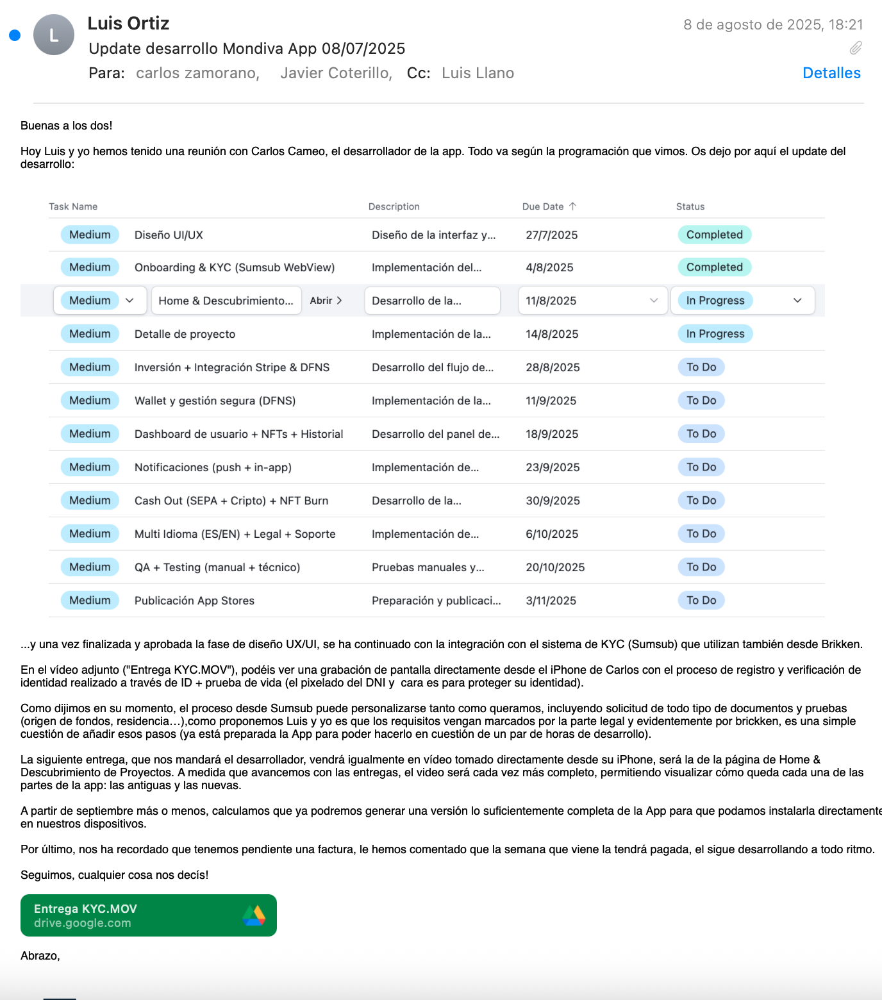 L
Luis Ortiz
8 de agosto de 2025, 18:21
Update desarrollo Mondiva App 08/07/2025
Para: carlos zamorano, Javier Coterillo, Cc: Luis Llano
Detalles
Buenas a los dos!
Hoy Luis y yo hemos tenido una reunión con Carlos Cameo, el desarrollador de la app. Todo va según la programación que vimos. Os dejo por aquí el update del
desarrollo:
Task Name Description Due Date ↑ Status
Medium Diseño UI/UX Diseño de la interfaz y... 27/7/2025 Completed
Medium Onboarding & KYC (Sumsub WebView) Implementación del... 4/8/2025 Completed
Medium Home & Descubrimiento... Abrir > Desarrollo de la... 11/8/2025 In Progress
Medium Detalle de proyecto Implementación de la... 14/8/2025 In Progress
Medium Inversión + Integración Stripe & DFNS Desarrollo del flujo de... 28/8/2025 To Do
Medium Wallet y gestión segura (DFNS) Implementación de la... 11/9/2025 To Do
Medium Dashboard de usuario + NFTs + Historial Desarrollo del panel de... 18/9/2025 To Do
Medium Notificaciones (push + in-app) Implementación de... 23/9/2025 To Do
Medium Cash Out (SEPA + Cripto) + NFT Burn Desarrollo de la... 30/9/2025 To Do
Medium Multi Idioma (ES/EN) + Legal + Soporte Implementación de... 6/10/2025 To Do
Medium QA + Testing (manual + técnico) Pruebas manuales y... 20/10/2025 To Do
Medium Publicación App Stores Preparación y publicaci... 3/11/2025 To Do
...y una vez finalizada y aprobada la fase de diseño UX/UI, se ha continuado con la integración con el sistema de KYC (Sumsub) que utilizan también desde Brikken.
En el vídeo adjunto ("Entrega KYC.MOV"), podéis ver una grabación de pantalla directamente desde el iPhone de Carlos con el proceso de registro y verificación de
identidad realizado a través de ID + prueba de vida (el pixelado del DNI y  cara es para proteger su identidad).
Como dijimos en su momento, el proceso desde Sumsub puede personalizarse tanto como queramos, incluyendo solicitud de todo tipo de documentos y pruebas
(origen de fondos, residencia…),como proponemos Luis y yo es que los requisitos vengan marcados por la parte legal y evidentemente por brickken, es una simple
cuestión de añadir esos pasos (ya está preparada la App para poder hacerlo en cuestión de un par de horas de desarrollo).
La siguiente entrega, que nos mandará el desarrollador, vendrá igualmente en vídeo tomado directamente desde su iPhone, será la de la página de Home &
Descubrimiento de Proyectos. A medida que avancemos con las entregas, el video será cada vez más completo, permitiendo visualizar cómo queda cada una de las
partes de la app: las antiguas y las nuevas.
A partir de septiembre más o menos, calculamos que ya podremos generar una versión lo suficientemente completa de la App para que podamos instalarla directamente
en nuestros dispositivos.
Por último, nos ha recordado que tenemos pendiente una factura, le hemos comentado que la semana que viene la tendrá pagada, el sigue desarrollando a todo ritmo.
Seguimos, cualquier cosa nos decís!
Entrega KYC.MOV
drive.google.com
Abrazo,